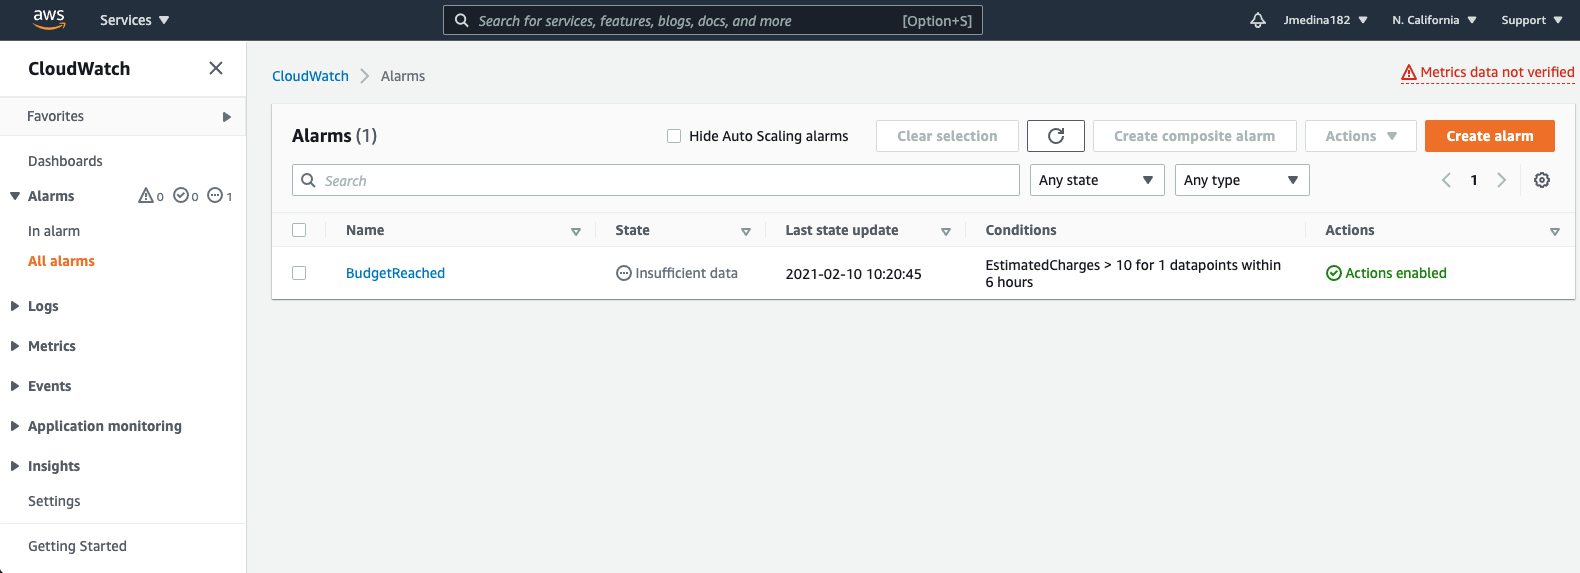 aws
Services
Search for services, features, blogs, docs, and more [Option+S]
Jmedina182
N. California
Support
CloudWatch
Favorites
Dashboards
Alarms 0 0 1
In alarm
All alarms
Logs
Metrics
Events
Application monitoring
Insights
Settings
Getting Started
CloudWatch Alarms
Metrics data not verified
Alarms (1)
Hide Auto Scaling alarms
Clear selection
Create composite alarm
Actions
Create alarm
Search
Any state
Any type
1
Name State Last state update Conditions Actions
BudgetReached Insufficient data 2021-02-10 10:20:45 EstimatedCharges > 10 for 1 datapoints within
6 hours
Actions enabled